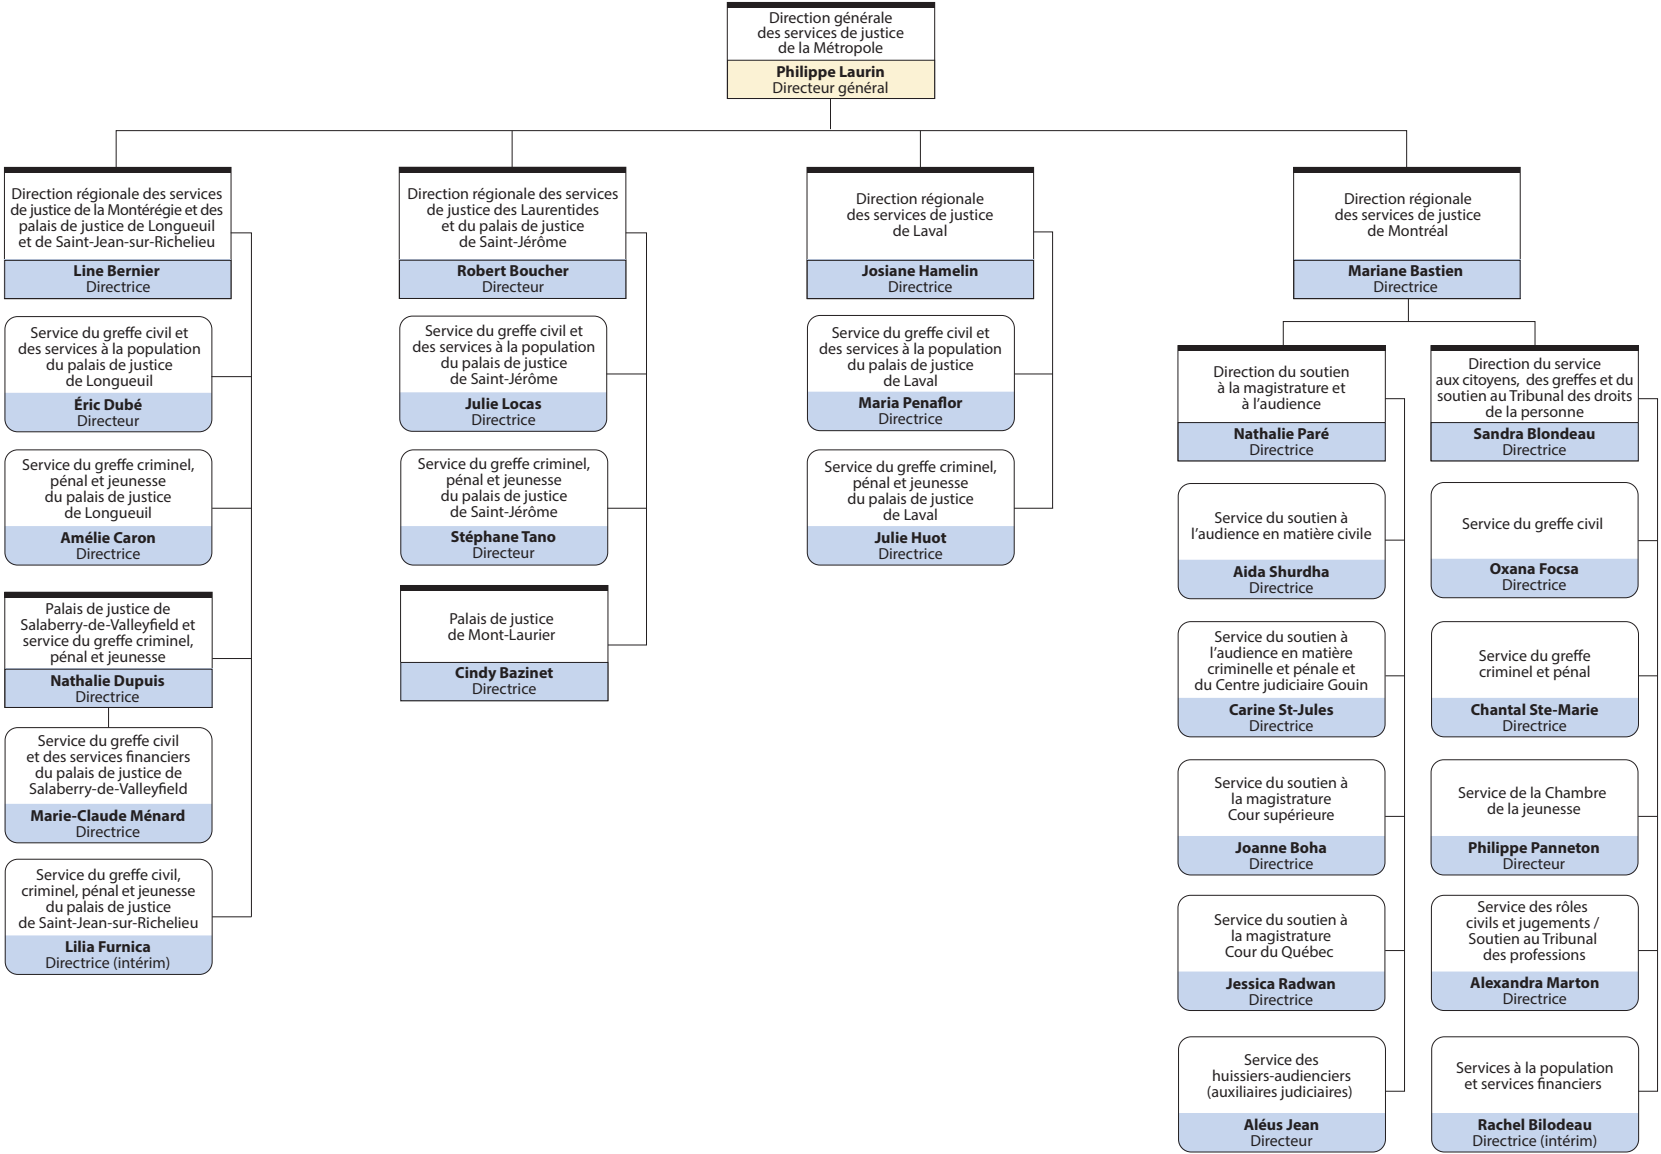 Direction générale
des services de justice
de la Métropole
Philippe Laurin
Directeur général
Direction régionale des services
de justice de la Montérégie et des
palais de justice de Longueuil
et de Saint-Jean-sur-Richelieu
Line Bernier
Directrice
Service du greffe civil et
des services à la population
du palais de justice
de Longueuil
Éric Dubé
Directeur
Service du greffe criminel,
pénal et jeunesse
du palais de justice
de Longueuil
Amélie Caron
Directrice
Palais de justice de
Salaberry-de-Valleyfield et
service du greffe criminel,
pénal et jeunesse
Nathalie Dupuis
Directrice
Service du greffe civil
et des services financiers
du palais de justice de
Salaberry-de-Valleyfield
Marie-Claude Ménard
Directrice
Service du greffe civil,
criminel, pénal et jeunesse
du palais de justice
de Saint-Jean-sur-Richelieu
Lilia Furnica
Directrice (intérim)
Direction régionale des services
de justice des Laurentides
et du palais de justice
de Saint-Jérôme
Robert Boucher
Directeur
Service du greffe civil et
des services à la population
du palais de justice
de Saint-Jérôme
Julie Locas
Directrice
Service du greffe criminel,
pénal et jeunesse
du palais de justice
de Saint-Jérôme
Stéphane Tano
Directeur
Palais de justice
de Mont-Laurier
Cindy Bazinet
Directrice
Direction régionale
des services de justice
de Laval
Josiane Hamelin
Directrice
Service du greffe civil et
des services à la population
du palais de justice
de Laval
Maria Penaflor
Directrice
Service du greffe criminel,
pénal et jeunesse
du palais de justice
de Laval
Julie Huot
Directrice
Direction régionale
des services de justice
de Montréal
Mariane Bastien
Directrice
Direction du soutien
à la magistrature et
à l'audience
Nathalie Paré
Directrice
Service du soutien à
l'audience en matière civile
Aida Shurdha
Directrice
Service du soutien à
l'audience en matière
criminelle et pénale et
du Centre judiciaire Gouin
Carine St-Jules
Directrice
Service du soutien à
la magistrature
Cour supérieure
Joanne Boha
Directrice
Service du soutien à
la magistrature
Cour du Québec
Jessica Radwan
Directrice
Service des
huissiers-audienciers
(auxiliaires judiciaires)
Aléus Jean
Directeur
Direction du service
aux citoyens, des greffes et du
soutien au Tribunal des droits
de la personne
Sandra Blondeau
Directrice
Service du greffe civil
Oxana Focsa
Directrice
Service du greffe
criminel et pénal
Chantal Ste-Marie
Directrice
Service de la Chambre
de la jeunesse
Philippe Panneton
Directeur
Service des rôles
civils et jugements /
Soutien au Tribunal
des professions
Alexandra Marton
Directrice
Services à la population
et services financiers
Rachel Bilodeau
Directrice (intérim)